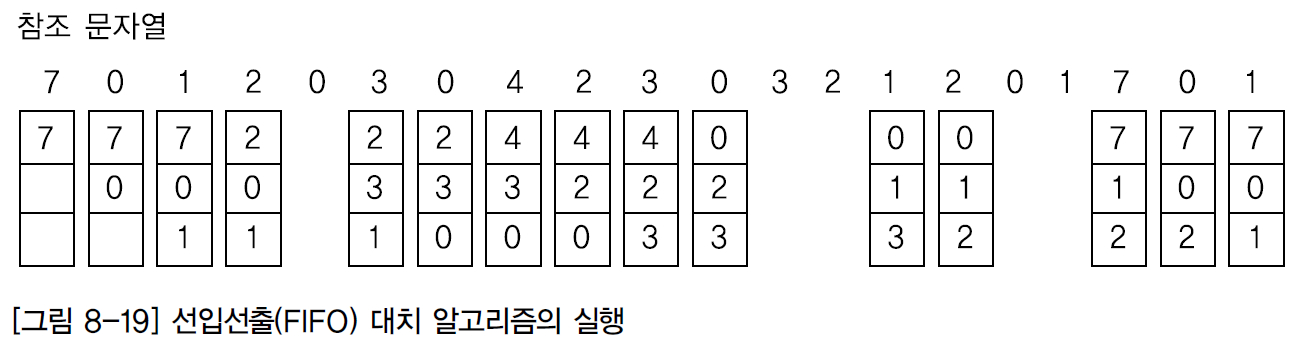 참조 문자열
7 0 1 2 0 3 0 4 2 3 0 3 2 1 2 0 1 7 0 1
7 7 7 2 2 2 4 4 4 0 0 0 7 7 7
0 0 0 3 3 3 2 2 2 1 1 1 0 0
1 1 1 0 0 0 3 3 3 2 2 2 1
[그림 8-19] 선입선출(FIFO) 대치 알고리즘의 실행